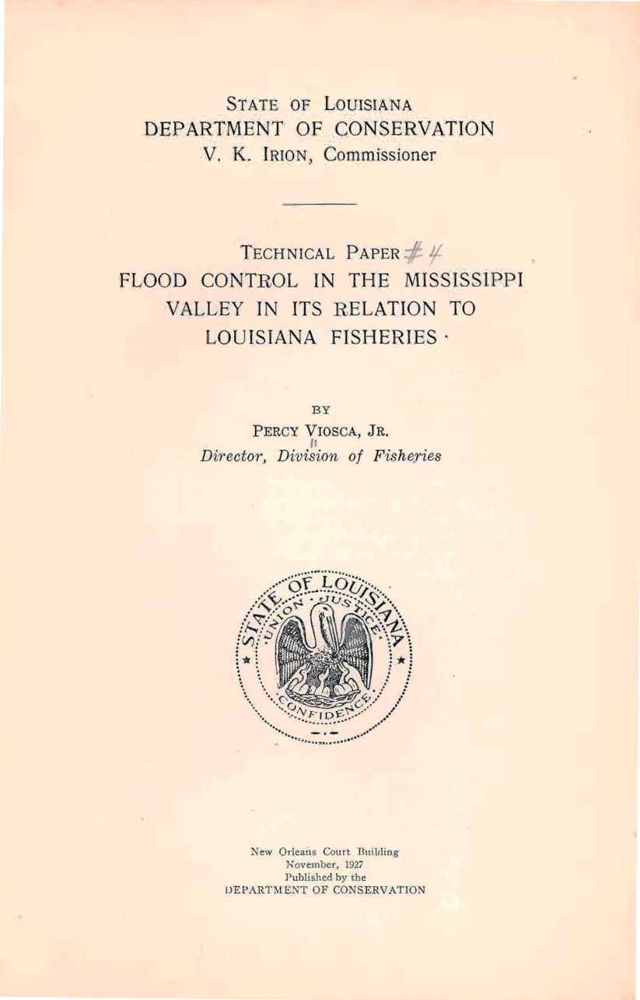 STATE OF LOUISIANA
DEPARTMENT OF CONSERVATION
V. K. IRION, Commissioner
TECHNICAL PAPER # 4
FLOOD CONTROL IN THE MISSISSIPPI
VALLEY IN ITS RELATION TO
LOUISIANA FISHERIES
BY
PERCY VIOSCA, JR.
Director, Division of Fisheries
STATE OF LOUISIANA
UNION · JUSTICE
CONFIDENCE
New Orleans Court Building
November, 1927
Published by the
DEPARTMENT OF CONSERVATION